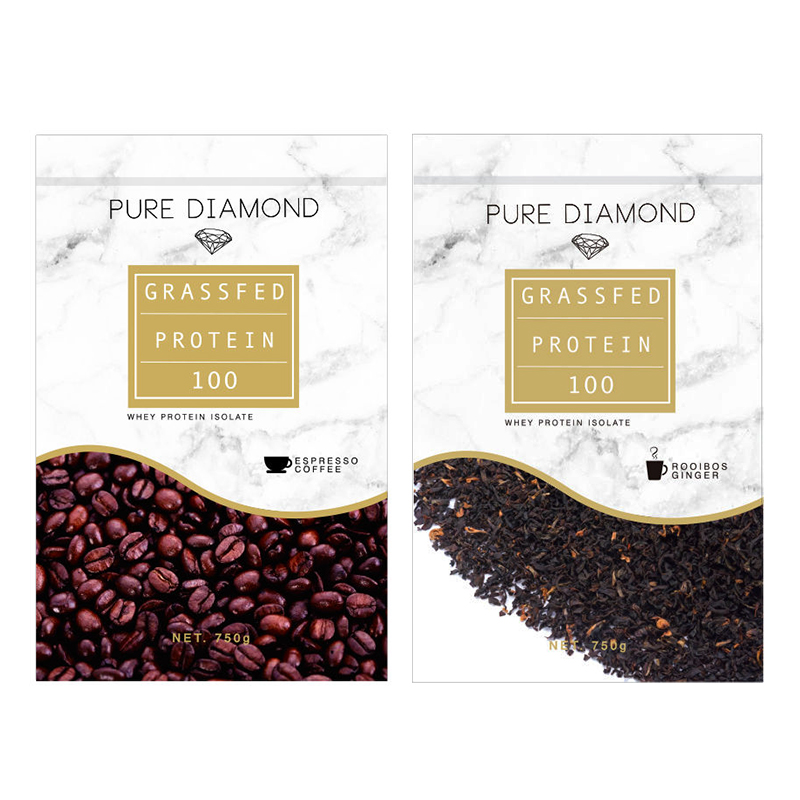 PURE DIAMOND
GRASSFED
PROTEIN
100
WHEY PROTEIN ISOLATE
ESPRESSO
COFFEE
NET. 750g
PURE DIAMOND
GRASSFED
PROTEIN
100
WHEY PROTEIN ISOLATE
ROOIBOS
GINGER
NET. 750g